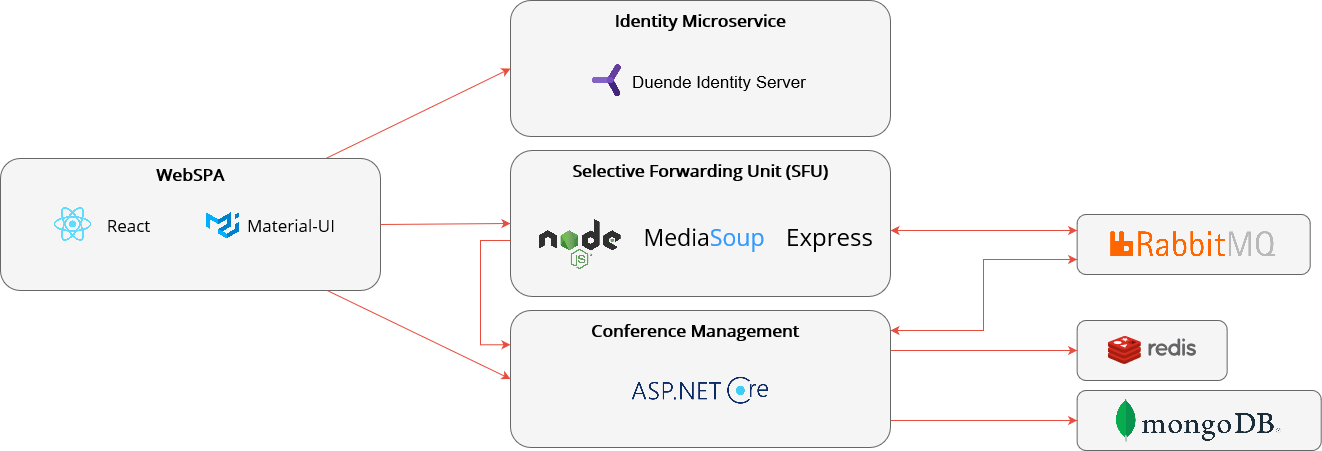 Identity Microservice
Duende Identity Server
WebSPA
React
Material-UI
Selective Forwarding Unit (SFU)
node
JS
MediaSoup
Express
Conference Management
ASP.NET Core
RabbitMQ
redis
mongoDB